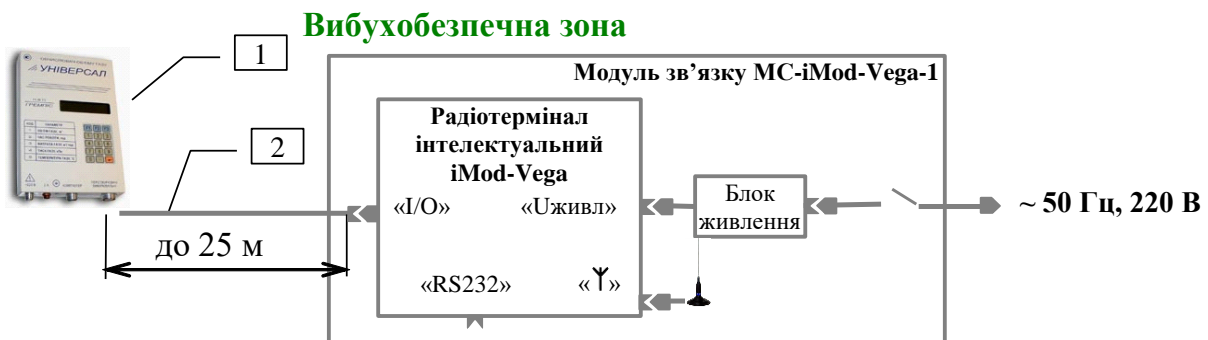 Вибухобезпечна зона
1
УНІВЕРСАЛ
Модуль зв’язку МС-iMod-Vega-1
Радіотермінал
інтелектуальний
iMod-Vega
2
«I/O»
«Uживл»
Блок
живлення
~ 50 Гц, 220 В
до 25 м
«RS232»
« »